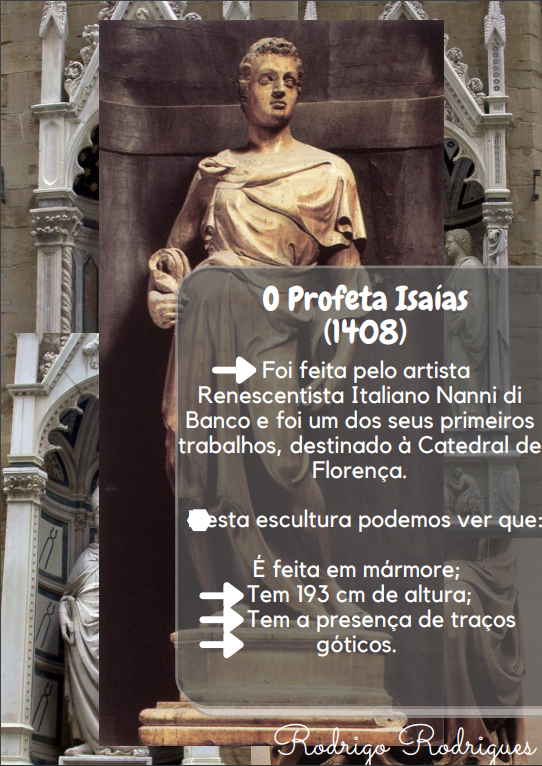 O Profeta Isaías
(1408)
Foi feita pelo artista
Renescentista Italiano Nanni di
Banco e foi um dos seus primeiros
trabalhos, destinado à Catedral de
Florença.
Nesta escultura podemos ver que:
É feita em mármore;
Tem 193 cm de altura;
Tem a presença de traços
góticos.
Rodrigo Rodrigues